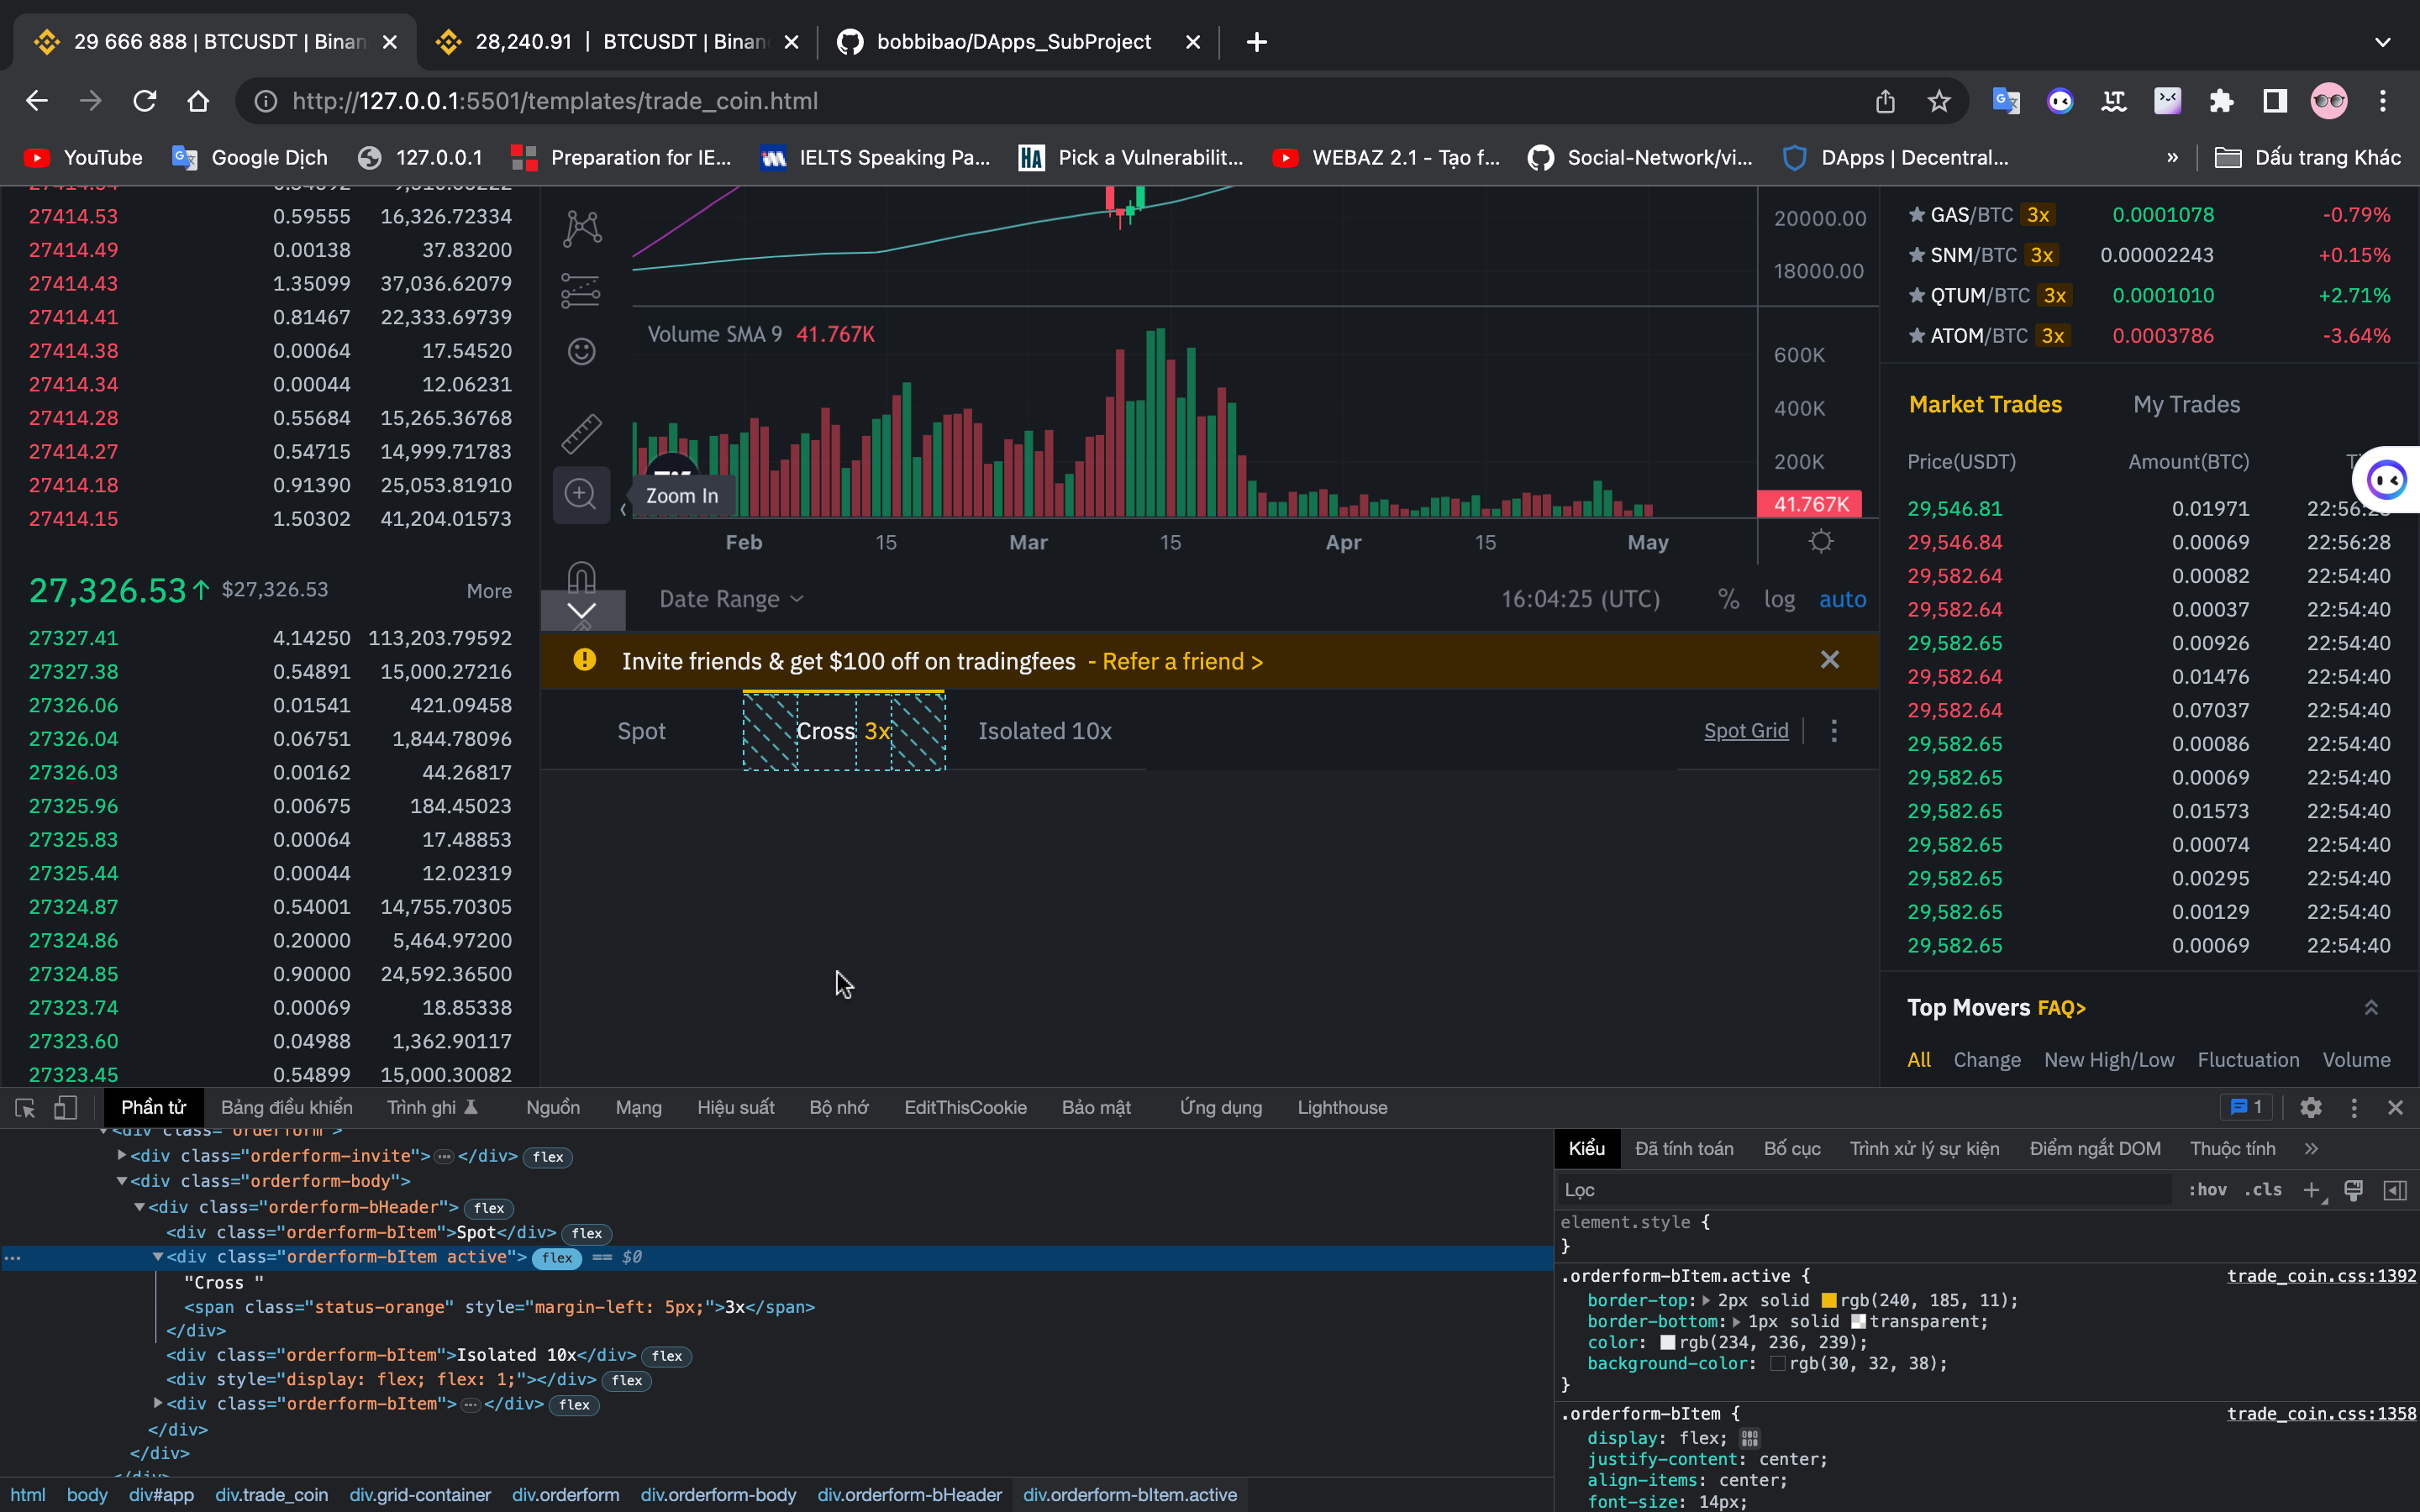 29 666 888 | BTCUSDT | Binan
28,240.91 | BTCUSDT | Binan
bobbibao/DApps_SubProject
http://127.0.0.1:5501/templates/trade_coin.html
YouTube
Google Dịch
127.0.0.1
Preparation for IE...
IELTS Speaking Pa...
Pick a Vulnerabilit...
WEBAZ 2.1 - Tạo f...
Social-Network/vi...
DApps | Decentral...
»
Dấu trang Khác
27414.53 0.59555 16,326.72334
27414.49 0.00138 37.83200
27414.43 1.35099 37,036.62079
27414.41 0.81467 22,333.69739
27414.38 0.00064 17.54520
27414.34 0.00044 12.06231
27414.28 0.55684 15,265.36768
27414.27 0.54715 14,999.71783
27414.18 0.91390 25,053.81910
27414.15 1.50302 41,204.01573
27,326.53↑ $27,326.53 More
27327.41 4.14250 113,203.79592
27327.38 0.54891 15,000.27216
27326.06 0.01541 421.09458
27326.04 0.06751 1,844.78096
27326.03 0.00162 44.26817
27325.96 0.00675 184.45023
27325.83 0.00064 17.48853
27325.44 0.00044 12.02319
27324.87 0.54001 14,755.70305
27324.86 0.20000 5,464.97200
27324.85 0.90000 24,592.36500
27323.74 0.00069 18.85338
27323.60 0.04988 1,362.90117
27323.45 0.54899 15,000.30082
20000.00
18000.00
Volume SMA 9 41.767K
600K
400K
200K
41.767K
Zoom In
Feb 15 Mar 15 Apr 15 May
Date Range
16:04:25 (UTC) % log auto
Invite friends & get $100 off on tradingfees - Refer a friend >
Spot
Cross 3x
Isolated 10x
Spot Grid
GAS/BTC 3x 0.0001078 -0.79%
SNM/BTC 3x 0.00002243 +0.15%
QTUM/BTC 3x 0.0001010 +2.71%
ATOM/BTC 3x 0.0003786 -3.64%
Market Trades My Trades
Price(USDT) Amount(BTC)
29,546.81 0.01971
29,546.84 0.00069 22:56:28
29,582.64 0.00082 22:54:40
29,582.64 0.00037 22:54:40
29,582.65 0.00926 22:54:40
29,582.64 0.01476 22:54:40
29,582.64 0.07037 22:54:40
29,582.65 0.00086 22:54:40
29,582.65 0.00069 22:54:40
29,582.65 0.01573 22:54:40
29,582.65 0.00074 22:54:40
29,582.65 0.00295 22:54:40
29,582.65 0.00129 22:54:40
29,582.65 0.00069 22:54:40
Top Movers FAQ>
All Change New High/Low Fluctuation Volume
Phần tử Bảng điều khiển Trình ghi Nguồn Mạng Hiệu suất Bộ nhớ EditThisCookie Bảo mật Ứng dụng Lighthouse 1
<div class="orderform">
<div class="orderform-invite">…</div> flex
<div class="orderform-body">
<div class="orderform-bHeader"> flex
<div class="orderform-bItem">Spot</div> flex
<div class="orderform-bItem active"> flex == $0
"Cross "
<span class="status-orange" style="margin-left: 5px;">3x</span>
</div>
<div class="orderform-bItem">Isolated 10x</div> flex
<div style="display: flex; flex: 1;"></div> flex
<div class="orderform-bItem">…</div> flex
</div>
</div>
</div>
html body div#app div.trade_coin div.grid-container div.orderform div.orderform-body div.orderform-bHeader div.orderform-bItem.active
Kiểu Đã tính toán Bố cục Trình xử lý sự kiện Điểm ngắt DOM Thuộc tính »
Lọc :hov .cls
element.style {
}
.orderform-bItem.active { trade_coin.css:1392
border-top: 2px solid rgb(240, 185, 11);
border-bottom: 1px solid transparent;
color: rgb(234, 236, 239);
background-color: rgb(30, 32, 38);
}
.orderform-bItem { trade_coin.css:1358
display: flex;
justify-content: center;
align-items: center;
font-size: 14px;